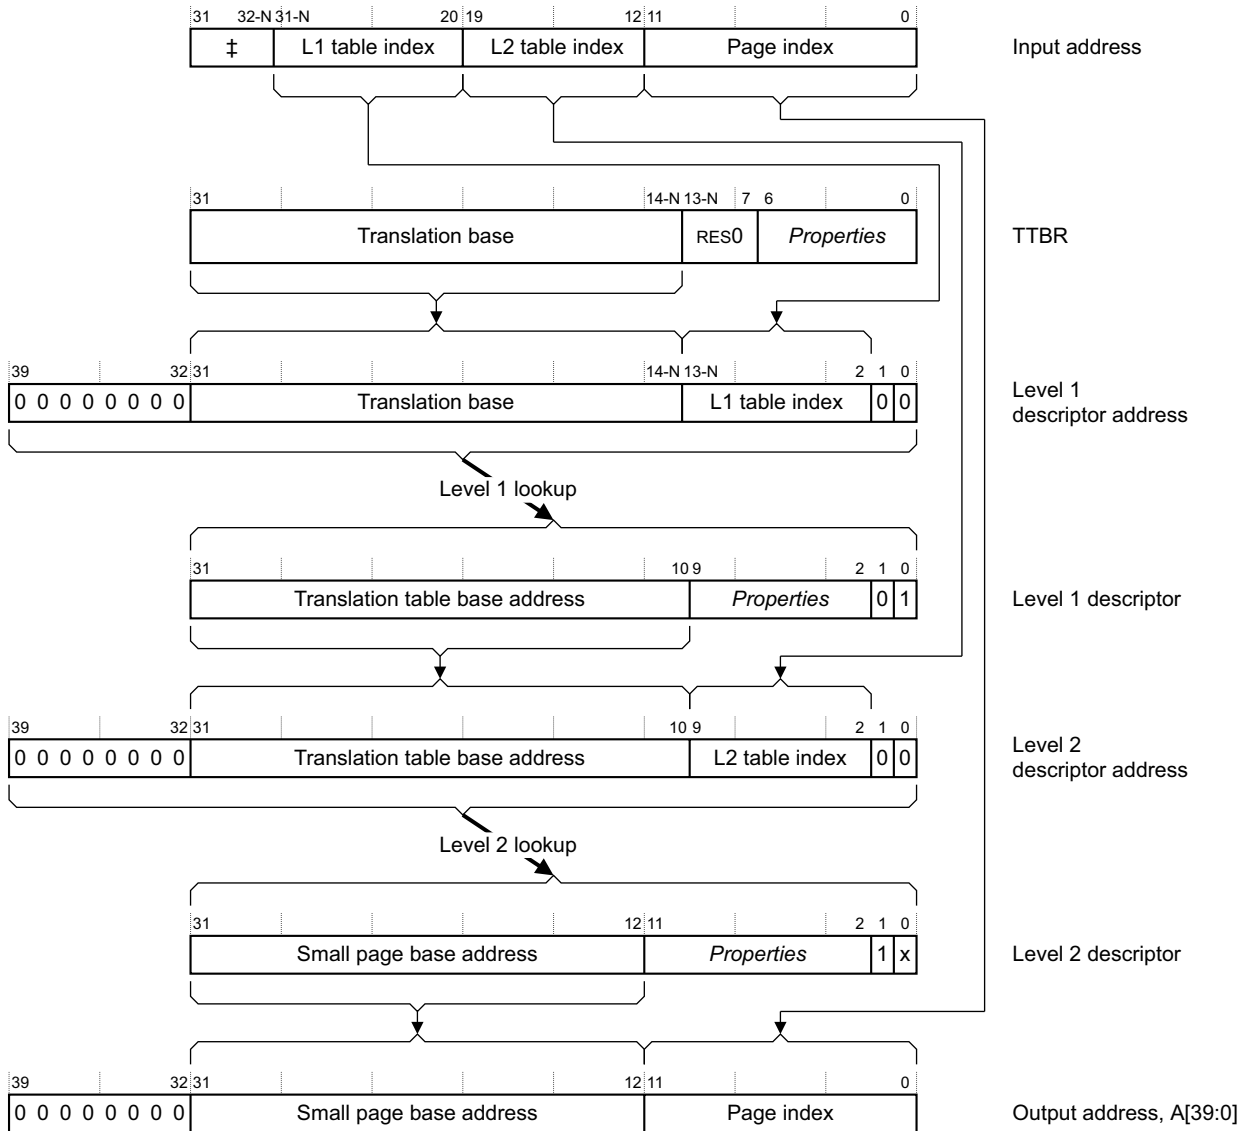 31 32-N 31-N 20 19 12 11 0
‡ L1 table index L2 table index Page index Input address
31 14-N 13-N 7 6 0
Translation base RES0 Properties TTBR
39 32 31 14-N 13-N 2 1 0
0 0 0 0 0 0 0 0 Translation base L1 table index 0 0 Level 1
descriptor address
Level 1 lookup
31 10 9 2 1 0
Translation table base address Properties 0 1 Level 1 descriptor
39 32 31 10 9 2 1 0
0 0 0 0 0 0 0 0 Translation table base address L2 table index 0 0 Level 2
descriptor address
Level 2 lookup
31 12 11 2 1 0
Small page base address Properties 1 x Level 2 descriptor
39 32 31 12 11 0
0 0 0 0 0 0 0 0 Small page base address Page index Output address, A[39:0]